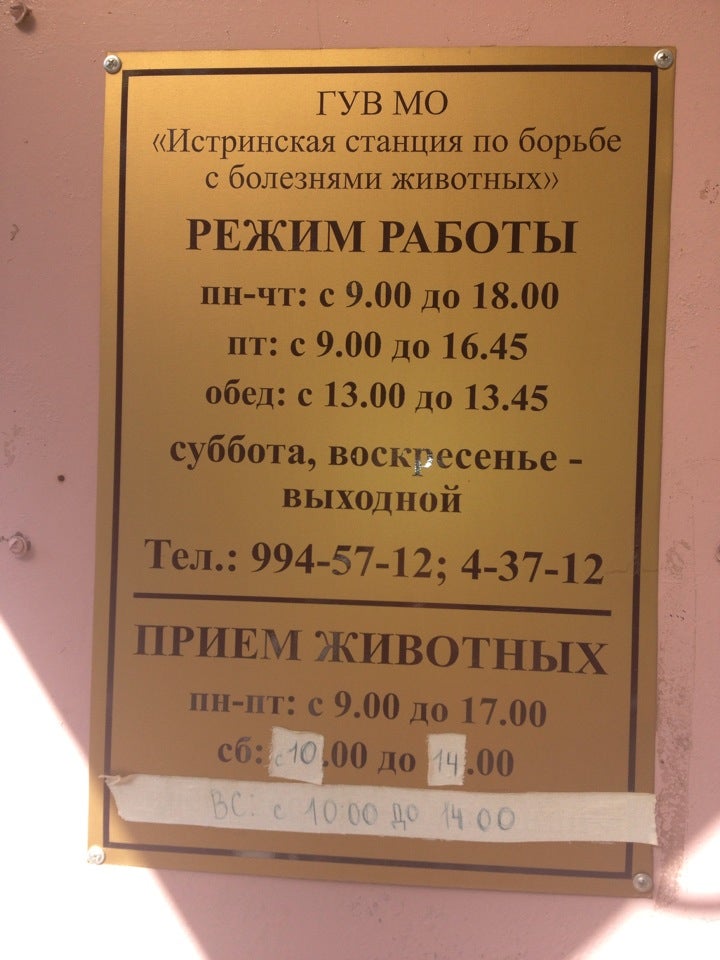 ГУВ МО
«Истринская станция по борьбе
с болезнями животных»
РЕЖИМ РАБОТЫ
пн-чт: с 9.00 до 18.00
пт: с 9.00 до 16.45
обед: с 13.00 до 13.45
суббота, воскресенье -
выходной
Тел.: 994-57-12; 4-37-12
ПРИЕМ ЖИВОТНЫХ
пн-пт: с 9.00 до 17.00
сб: с 10.00 до 14.00
ВС: с 10 00 до 14 00